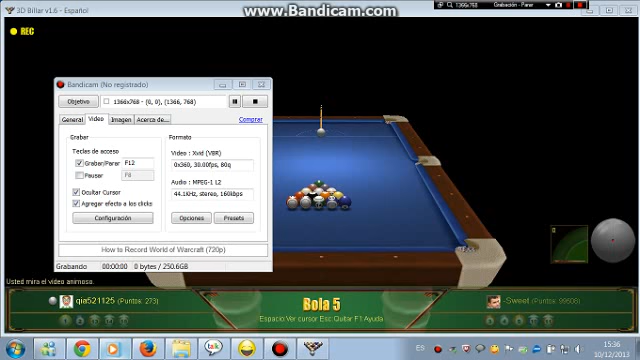 www.Bandicam.com
3D Billar v1.6 - Español
1366x768
Grabación - Parar
REC
Bandicam (No registrado)
Objetivo
1366x768 - (0, 0), (1366, 768)
General
Video
Imagen
Acerca de...
Comprar
Grabar
Teclas de acceso
Grabar/Parar
F12
Pausar
Ocultar Cursor
Agregar efecto a los clicks
Configuración
Formato
Video : Xvid (VBR)
0x360, 30.00fps, 80q
Audio : MPEG-1 L2
44.1KHz, stereo, 160kbps
Opciones
Presets
How to Record World of Warcraft (720p)
Grabando
00:00:00
0 bytes / 250.6GB
Usted mira el video animoso.
qia521125 (Puntos: 273)
Bola 5
-Sweet
Espacio:Ver cursor Esc:Quitar F1:Ayuda
talk
ES
15:36